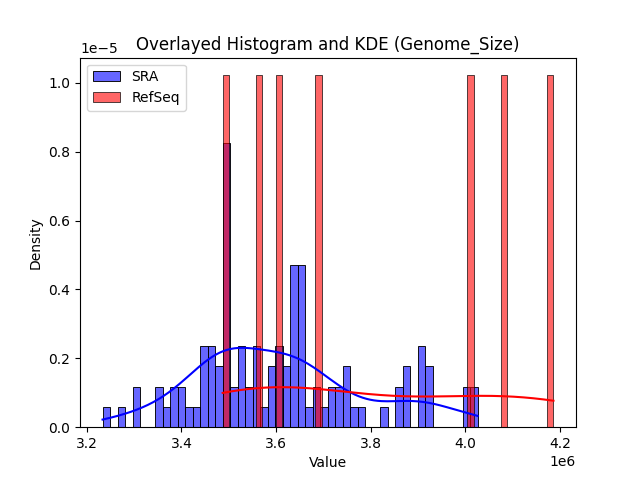 Overlayed Histogram and KDE (Genome_Size)
1e−5
SRA
RefSeq
1.0
0.8
0.6
0.4
0.2
0.0
Density
3.2 3.4 3.6 3.8 4.0 4.2
Value
1e6